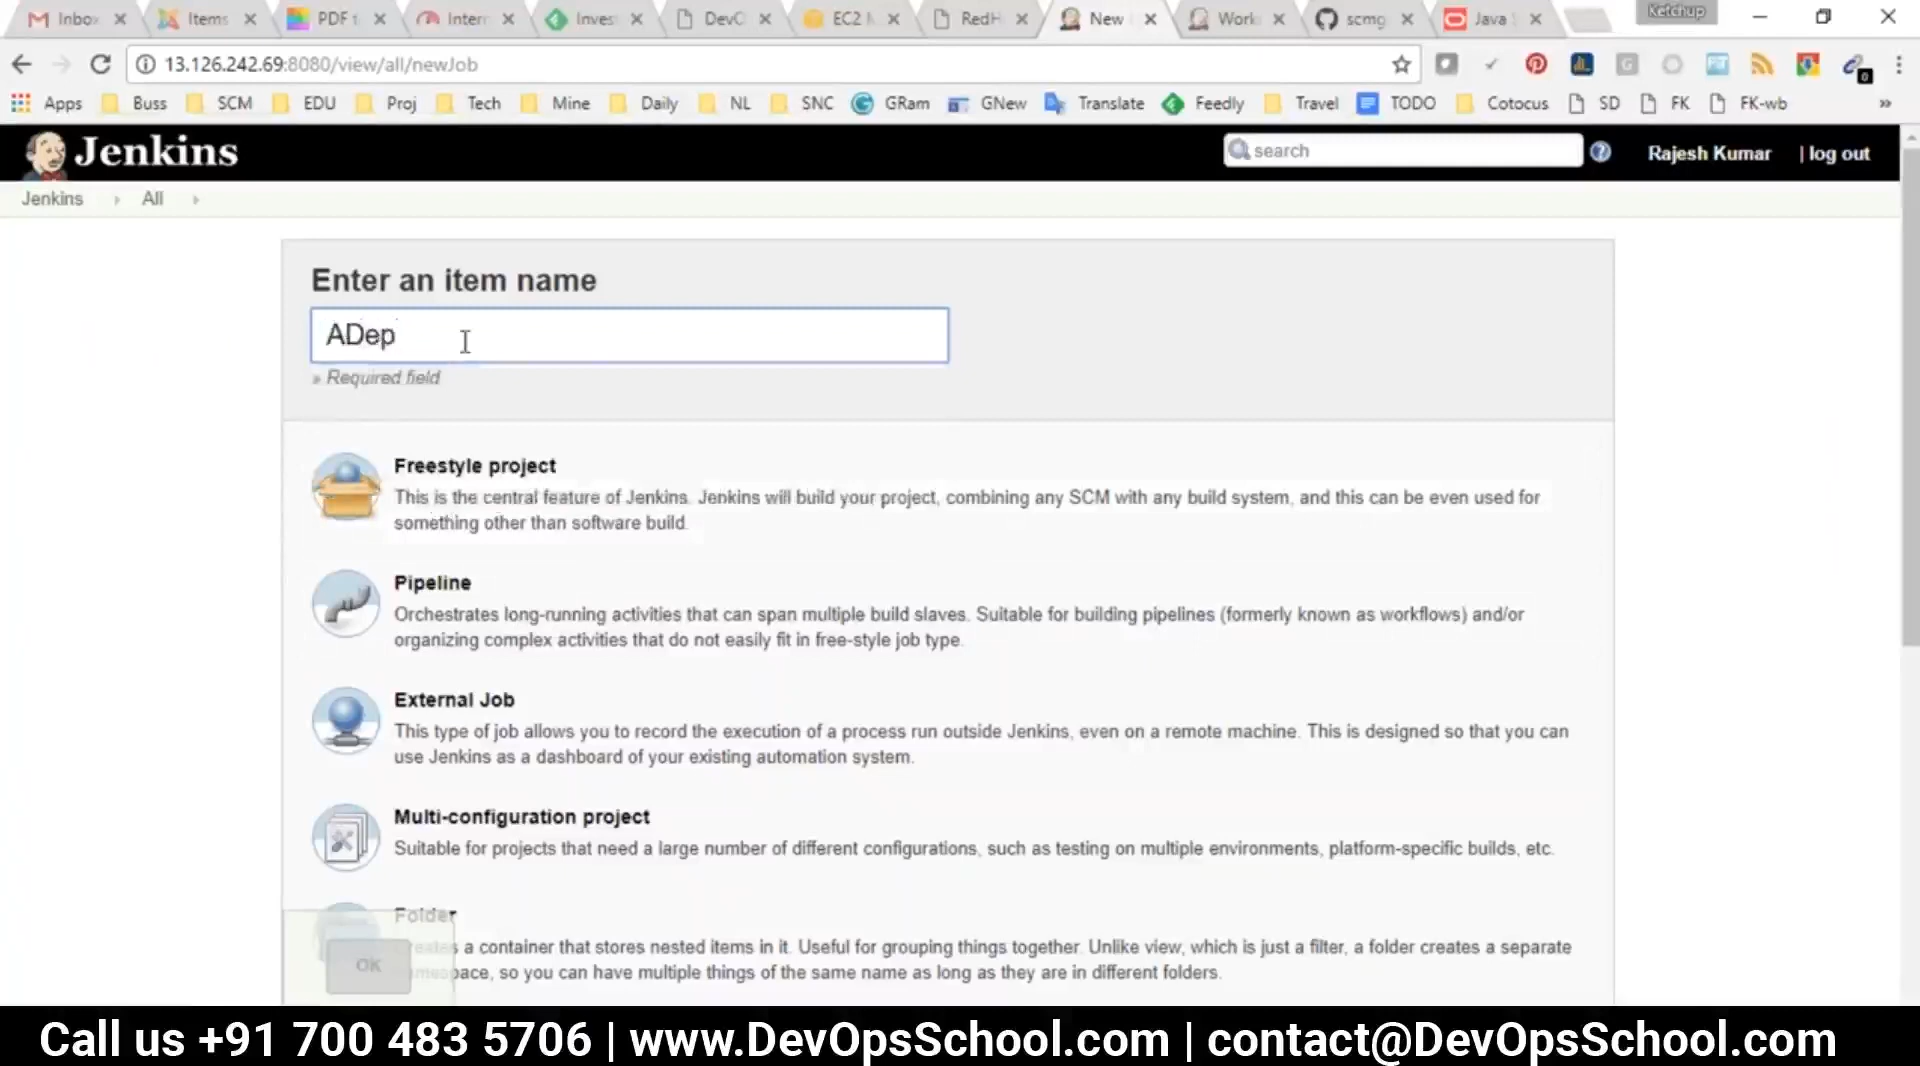 Inbox Items PDF t Intern Inves DevO EC2 RedH New Work scmg Java Ketchup
13.126.242.69:8080/view/all/newJob
0
Apps Buss SCM EDU Proj Tech Mine Daily NL SNC GRam GNew Translate Feedly Travel TODO Cotocus SD FK FK-wb »
Jenkins search ? Rajesh Kumar | log out
Jenkins All
Enter an item name
ADep
» Required field
Freestyle project
This is the central feature of Jenkins. Jenkins will build your project, combining any SCM with any build system, and this can be even used for
something other than software build.
Pipeline
Orchestrates long-running activities that can span multiple build slaves. Suitable for building pipelines (formerly known as workflows) and/or
organizing complex activities that do not easily fit in free-style job type.
External Job
This type of job allows you to record the execution of a process run outside Jenkins, even on a remote machine. This is designed so that you can
use Jenkins as a dashboard of your existing automation system.
Multi-configuration project
Suitable for projects that need a large number of different configurations, such as testing on multiple environments, platform-specific builds, etc.
Folder
a container that stores nested items in it. Useful for grouping things together. Unlike view, which is just a filter, a folder creates a separate
OK so you can have multiple things of the same name as long as they are in different folders.
Call us +91 700 483 5706 | www.DevOpsSchool.com | contact@DevOpsSchool.com